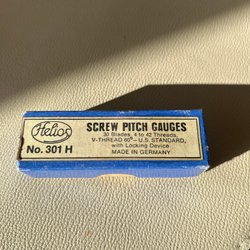 Helios
No. 301 H
SCREW PITCH GAUGES
30 Blades, 4 to 42 Threads,
V-THREAD 60° – U.S. STANDARD,
with Locking Device
MADE IN GERMANY